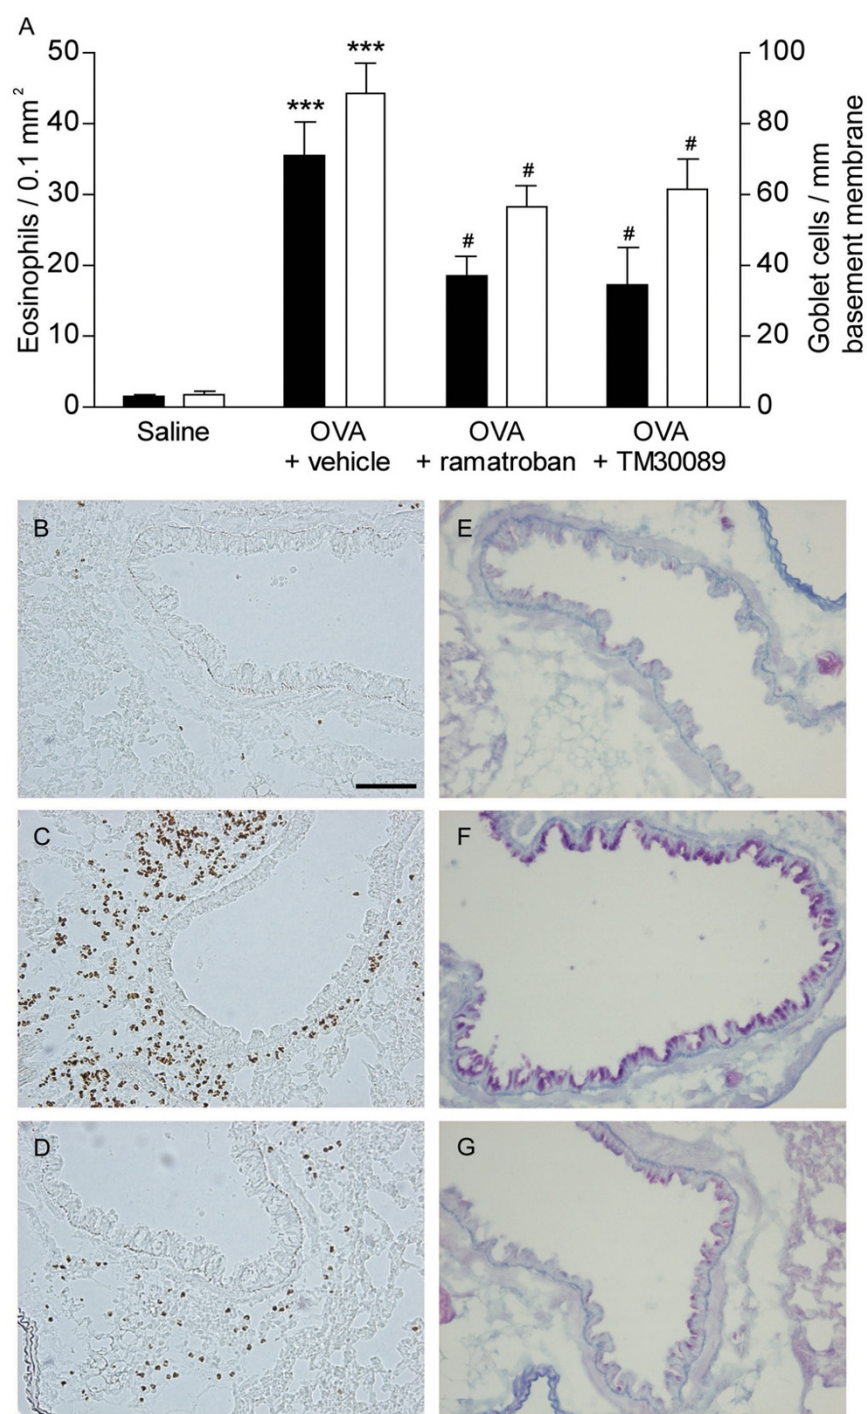 A
50
40
30
20
10
0
Eosinophils / 0.1 mm²
***
***
#
#
#
#
100
80
60
40
20
0
Goblet cells / mm
basement membrane
Saline
OVA
+ vehicle
OVA
+ ramatroban
OVA
+ TM30089
B
E
C
F
D
G